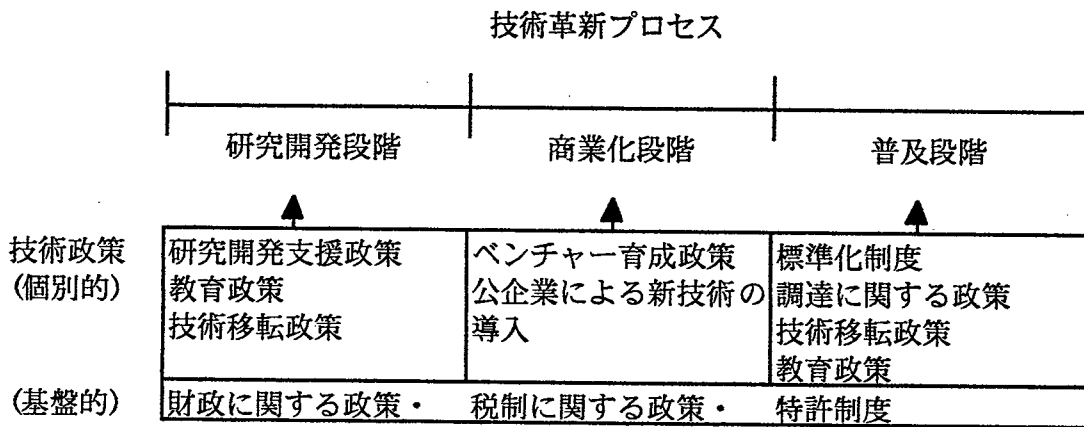 技術革新プロセス
研究開発段階
商業化段階
普及段階
技術政策
(個別的)
研究開発支援政策
教育政策
技術移転政策
ベンチャー育成政策
公企業による新技術の
導入
標準化制度
調達に関する政策
技術移転政策
教育政策
(基盤的)
財政に関する政策・ 税制に関する政策・ 特許制度